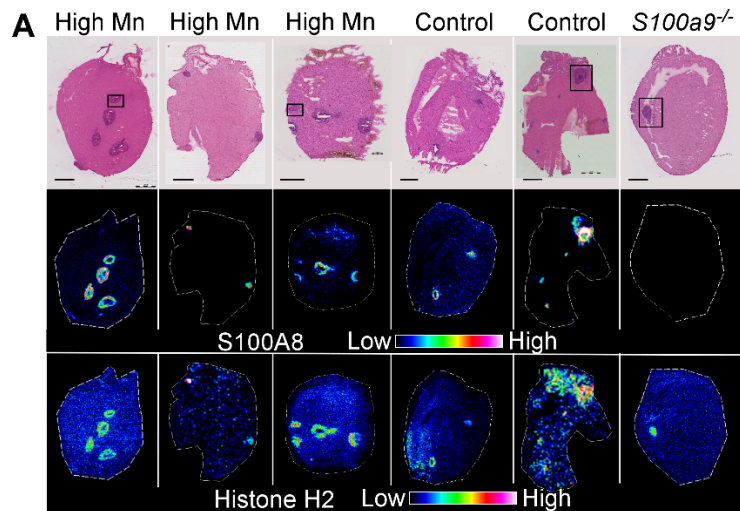 A
High Mn High Mn High Mn Control Control S100a9-/-
S100A8 Low High
Histone H2 Low High